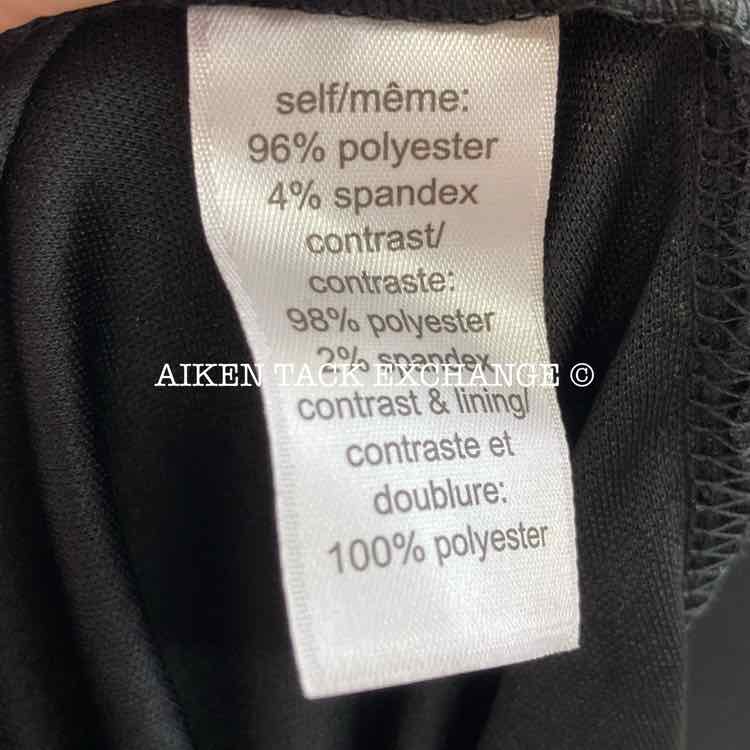 self/même:
96% polyester
4% spandex
contrast/
contraste:
98% polyester
2% spandex
AIKEN TACK EXCHANGE ©
contrast & lining/
contraste et
doublure:
100% polyester